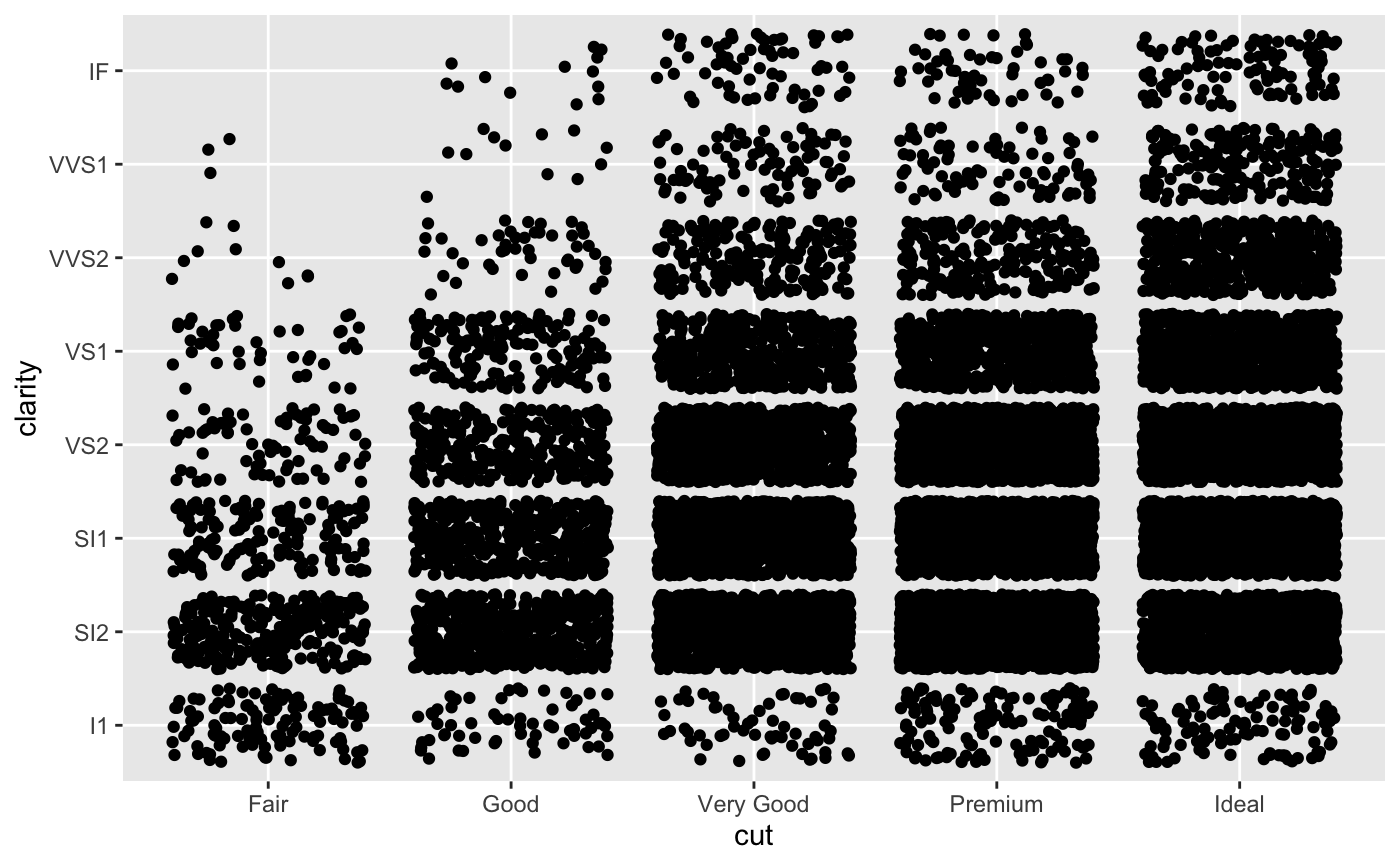 IF
VVS1
VVS2
VS1
VS2
SI1
SI2
I1
clarity
Fair Good Very Good Premium Ideal
cut